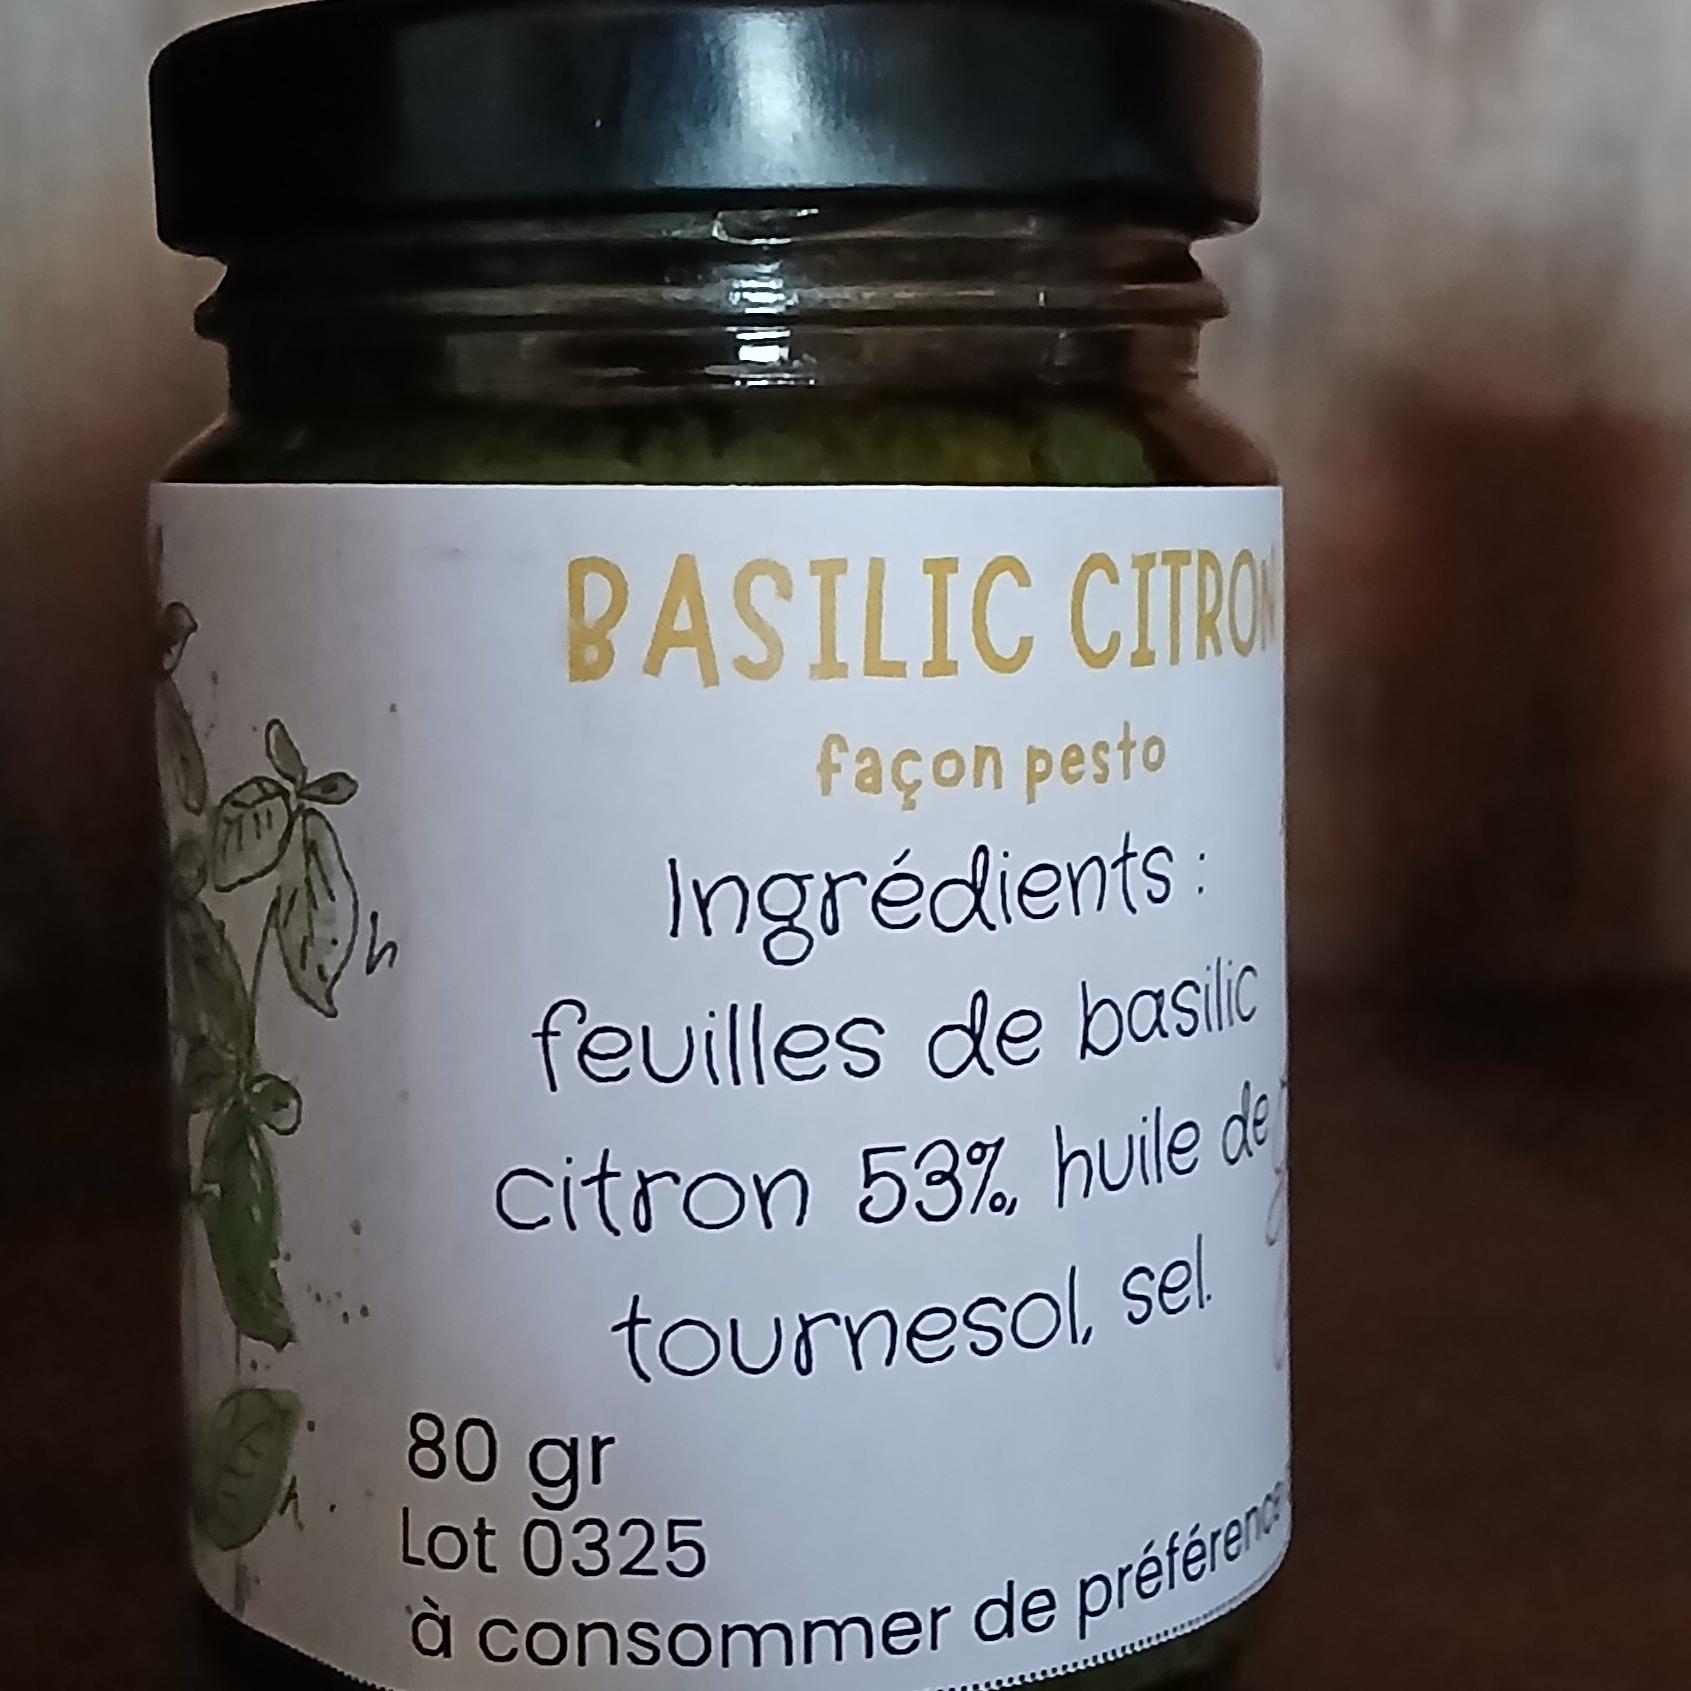 BASILIC CITRON
façon pesto
Ingrédients :
feuilles de basilic
citron 53%, huile de
tournesol, sel.
80 gr
Lot 0325
à consommer de préférence